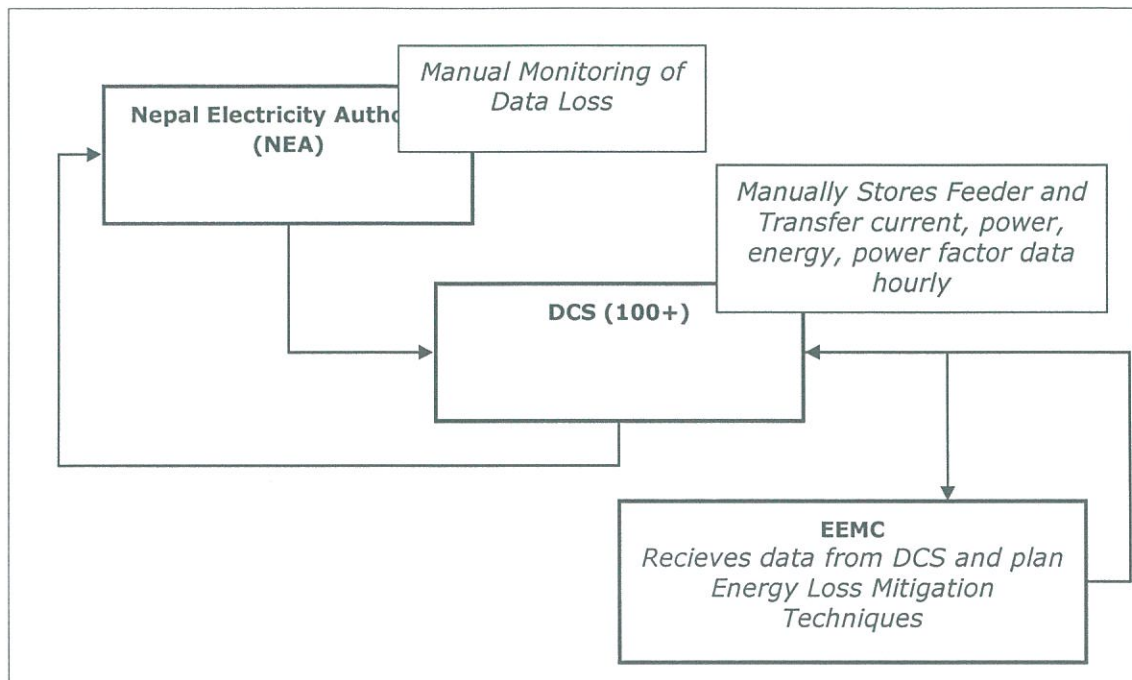 Manual Monitoring of
Data Loss
Nepal Electricity Autho
(NEA)
Manually Stores Feeder and
Transfer current, power,
energy, power factor data
hourly
DCS (100+)
EEMC
Recieves data from DCS and plan
Energy Loss Mitigation
Techniques